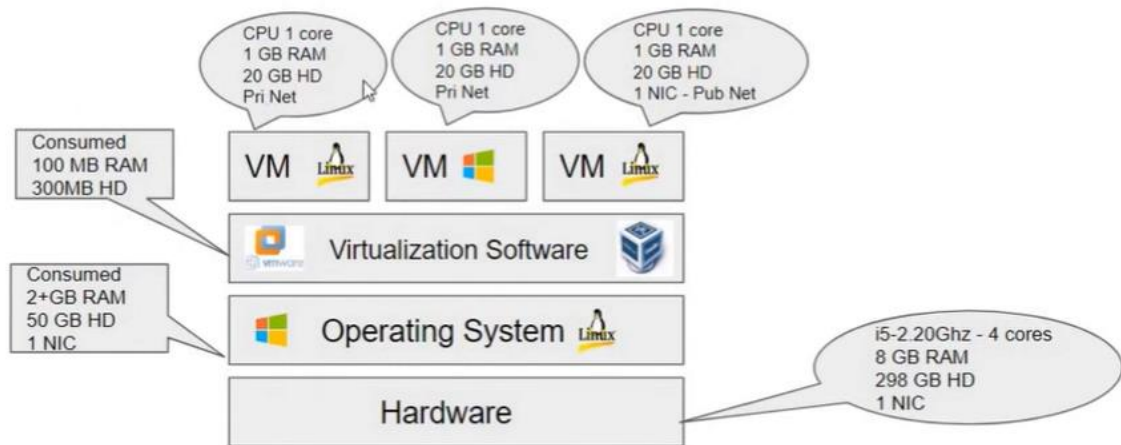 CPU 1 core
1 GB RAM
20 GB HD
Pri Net
CPU 1 core
1 GB RAM
20 GB HD
Pri Net
CPU 1 core
1 GB RAM
20 GB HD
1 NIC - Pub Net
Consumed
100 MB RAM
300MB HD
VM Linux
VM
VM Linux
vmware
Virtualization Software
Consumed
2+GB RAM
50 GB HD
1 NIC
Operating System Linux
i5-2.20Ghz - 4 cores
8 GB RAM
298 GB HD
1 NIC
Hardware